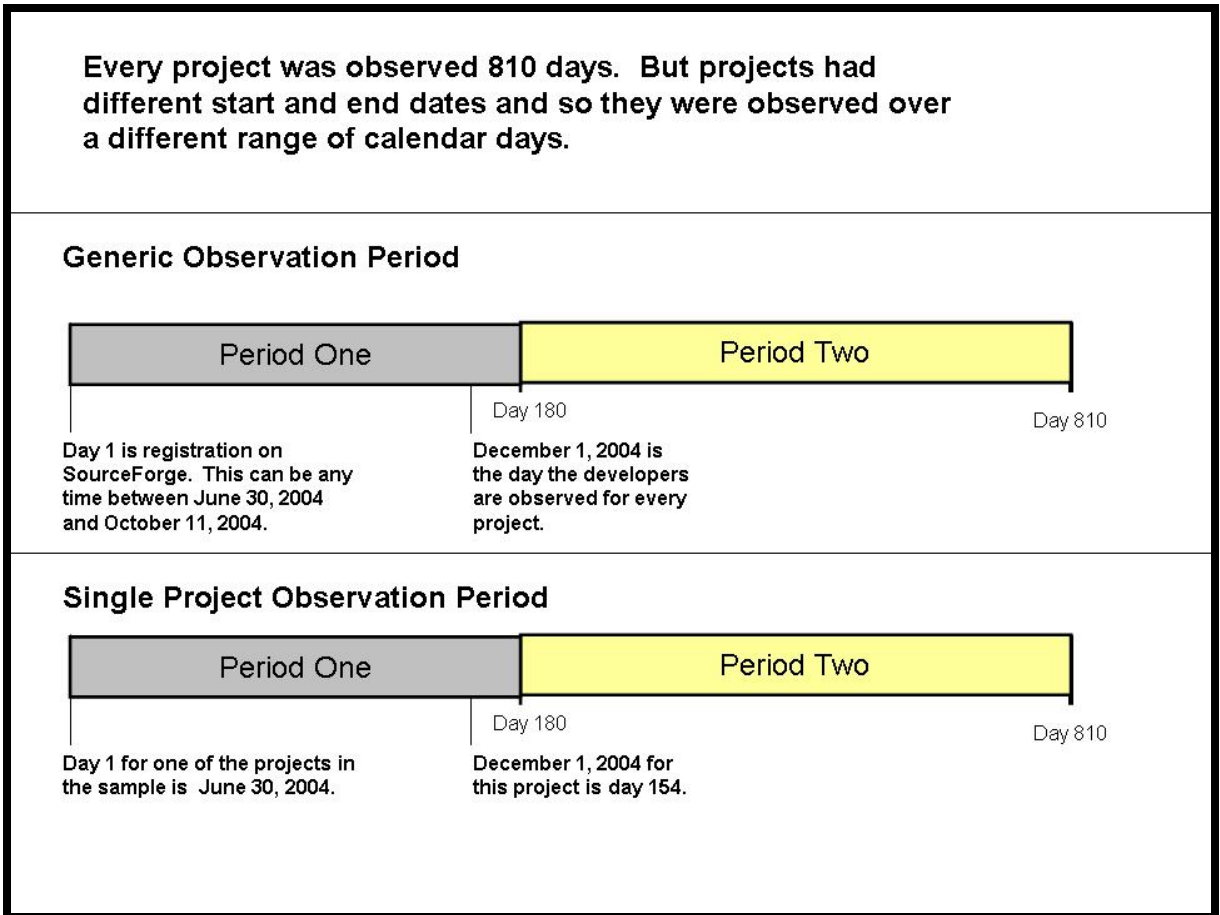 Every project was observed 810 days.  But projects had
different start and end dates and so they were observed over
a different range of calendar days.
Generic Observation Period
Period One
Period Two
Day 180
Day 810
Day 1 is registration on
SourceForge.  This can be any
time between June 30, 2004
and October 11, 2004.
December 1, 2004 is
the day the developers
are observed for every
project.
Single Project Observation Period
Period One
Period Two
Day 180
Day 810
Day 1 for one of the projects in
the sample is  June 30, 2004.
December 1, 2004 for
this project is day 154.